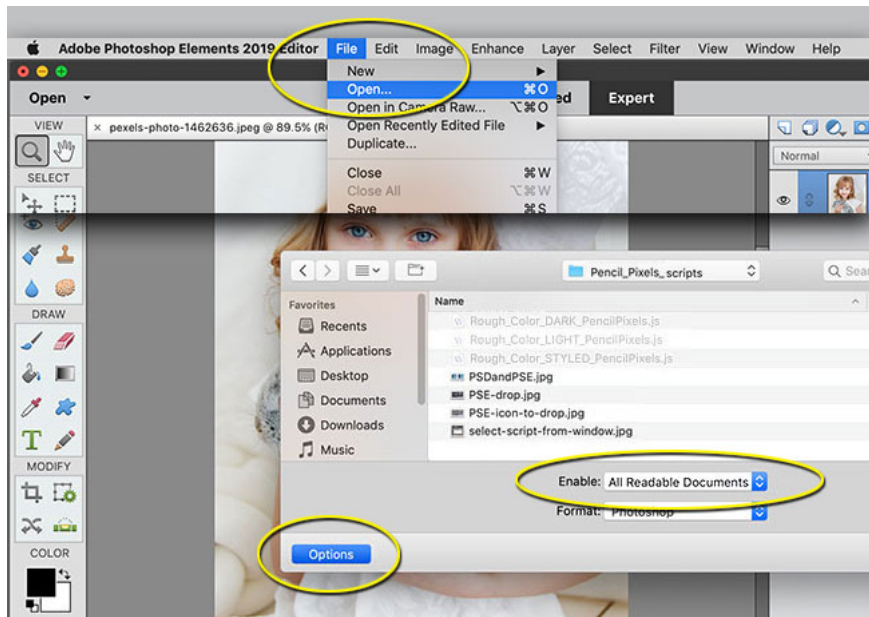 Adobe Photoshop Elements 2019 Editor File Edit Image Enhance Layer Select Filter View Window Help
New
Open... ⌘O
Open in Camera Raw... ⌥⌘O
Open Recently Edited File
Duplicate...
Close ⌘W
Close All ⌥⌘W
Save ⌘S
Open Expert
× pexels-photo-1462636.jpeg @ 89.5% (R
Normal
VIEW
SELECT
DRAW
T
MODIFY
COLOR
Pencil_Pixels_scripts
Favorites
Recents
Applications
Desktop
Documents
Downloads
Music
Name
Rough_Color_DARK_PencilPixels.js
Rough_Color_LIGHT_PencilPixels.js
Rough_Color_STYLED_PencilPixels.js
PSDandPSE.jpg
PSE-drop.jpg
PSE-icon-to-drop.jpg
select-script-from-window.jpg
Enable: All Readable Documents
Format: Photoshop
Options